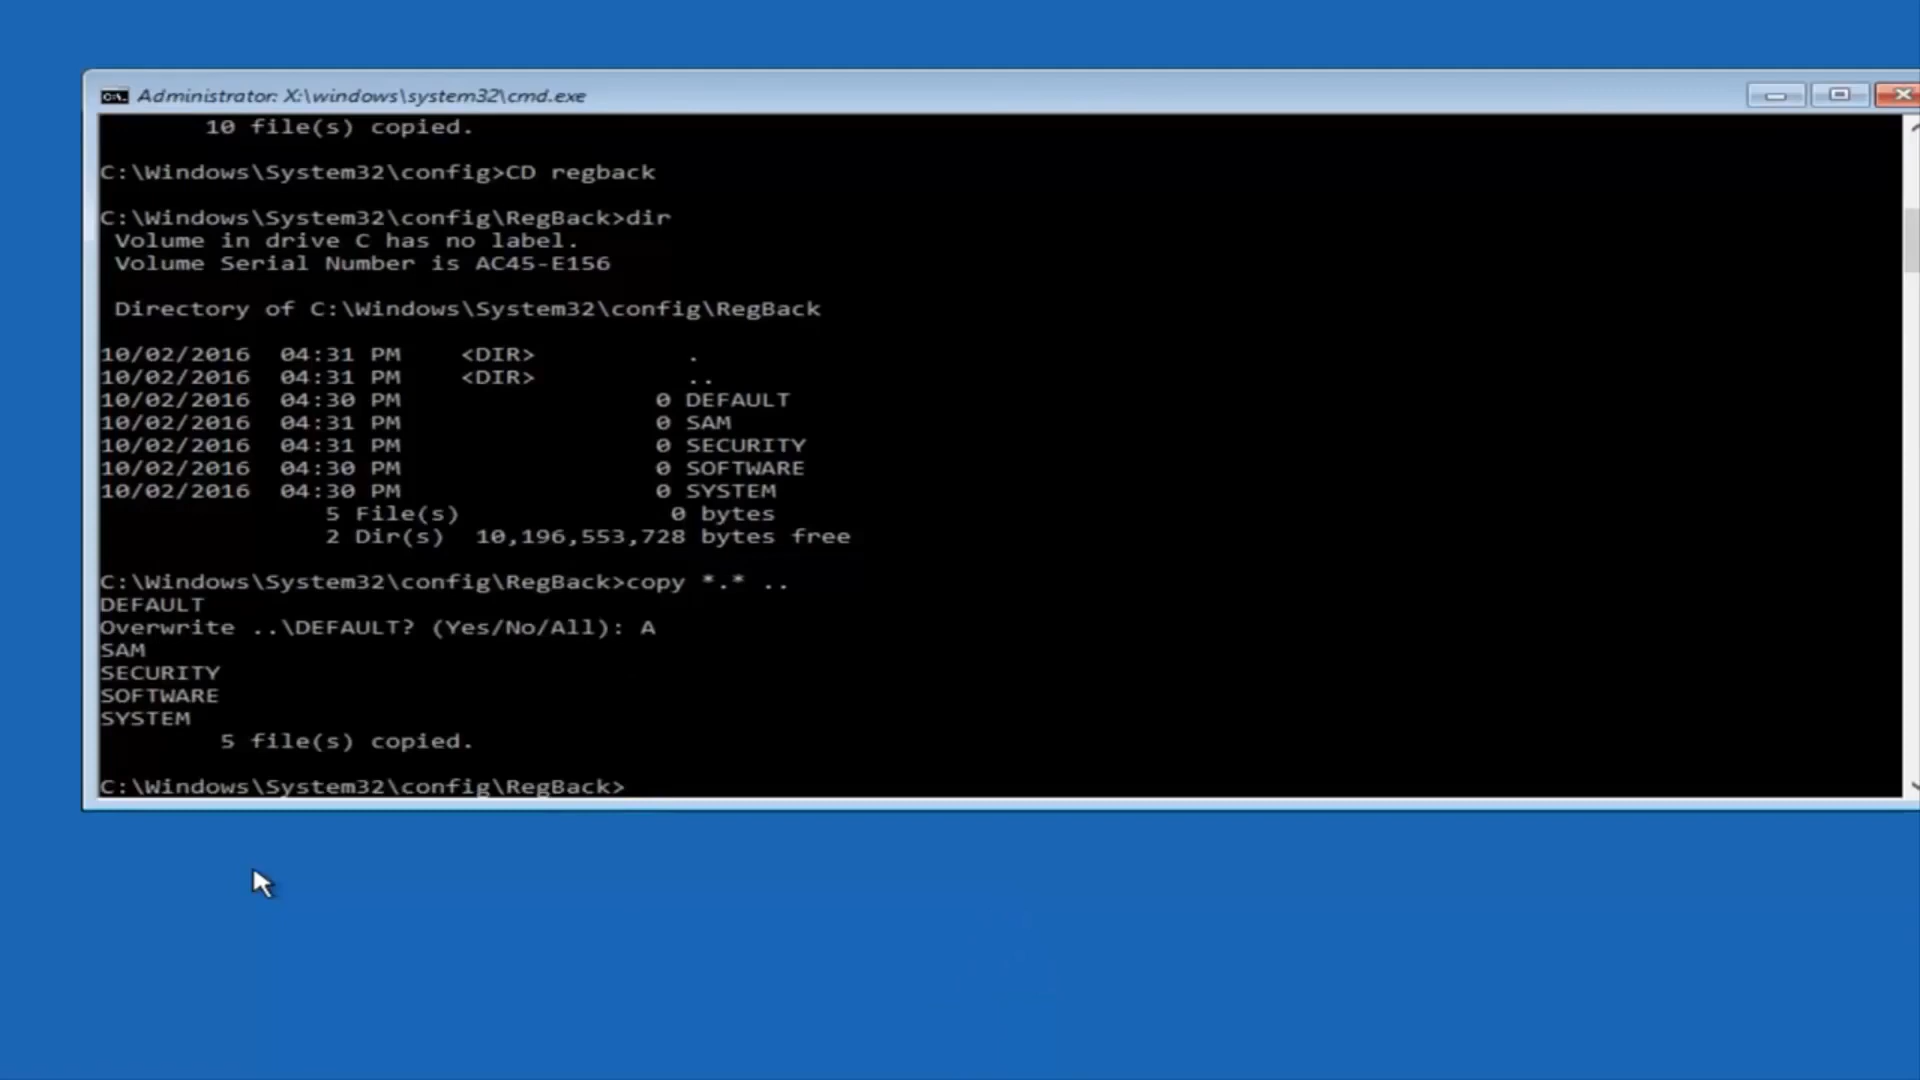 Administrator: X:\windows\system32\cmd.exe
10 file(s) copied.
C:\Windows\System32\config>CD regback
C:\Windows\System32\config\RegBack>dir
Volume in drive C has no label.
Volume Serial Number is AC45-E156
Directory of C:\Windows\System32\config\RegBack
10/02/2016 04:31 PM <DIR> .
10/02/2016 04:31 PM <DIR> ..
10/02/2016 04:30 PM 0 DEFAULT
10/02/2016 04:31 PM 0 SAM
10/02/2016 04:31 PM 0 SECURITY
10/02/2016 04:30 PM 0 SOFTWARE
10/02/2016 04:30 PM 0 SYSTEM
5 File(s) 0 bytes
2 Dir(s) 10,196,553,728 bytes free
C:\Windows\System32\config\RegBack>copy *.* ..
DEFAULT
Overwrite ..\DEFAULT? (Yes/No/All): A
SAM
SECURITY
SOFTWARE
SYSTEM
5 file(s) copied.
C:\Windows\System32\config\RegBack>